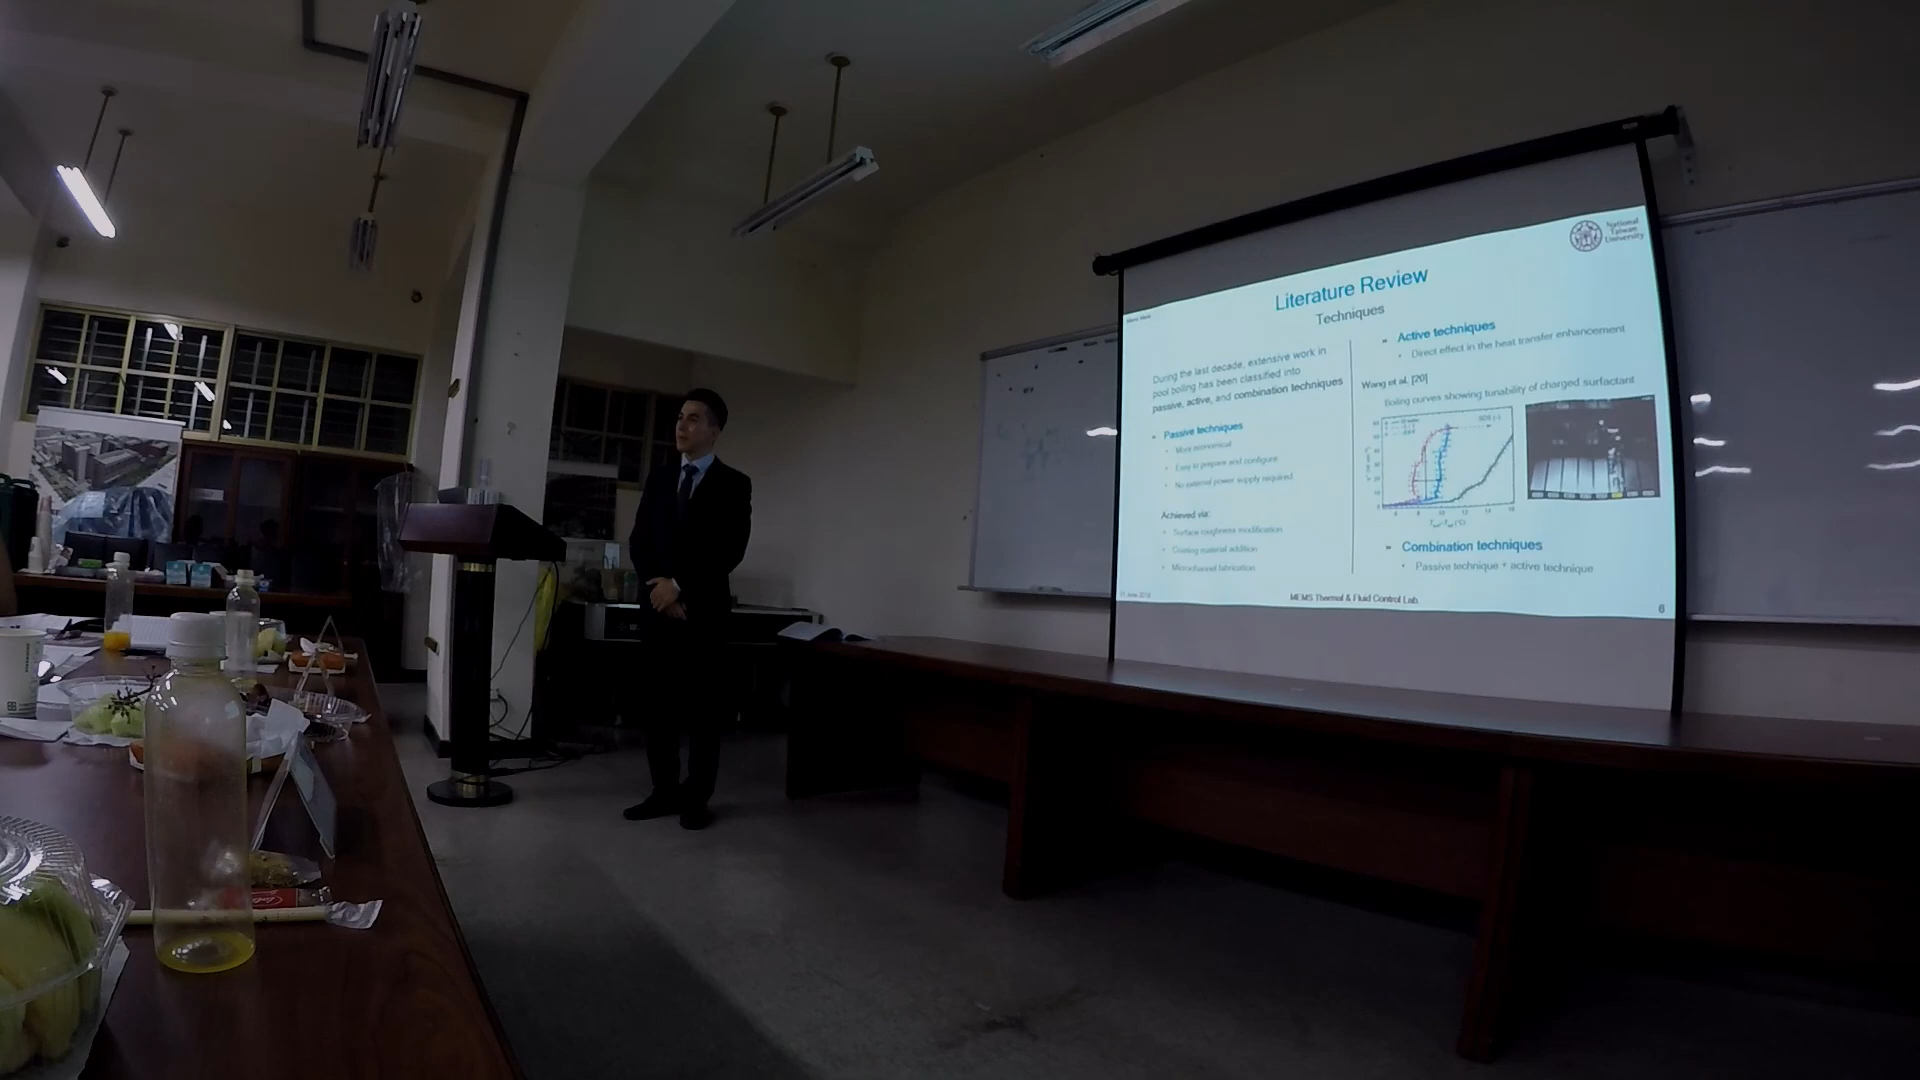 National
Taiwan
University
Literature Review
Techniques
During the last decade, extensive work in
pool boiling has been classified into
passive, active, and combination techniques
Passive techniques
More economical
Easy to prepare and configure
No external power supply required
Achieved via:
Surface roughness modification
Coating material addition
Microchannel fabrication
Active techniques
Direct effect in the heat transfer enhancement
Wang et al. [20]
Boiling curves showing tunability of charged surfactant
SDS (-)
Combination techniques
Passive technique + active technique
MEMS Thermal & Fluid Control Lab.
6